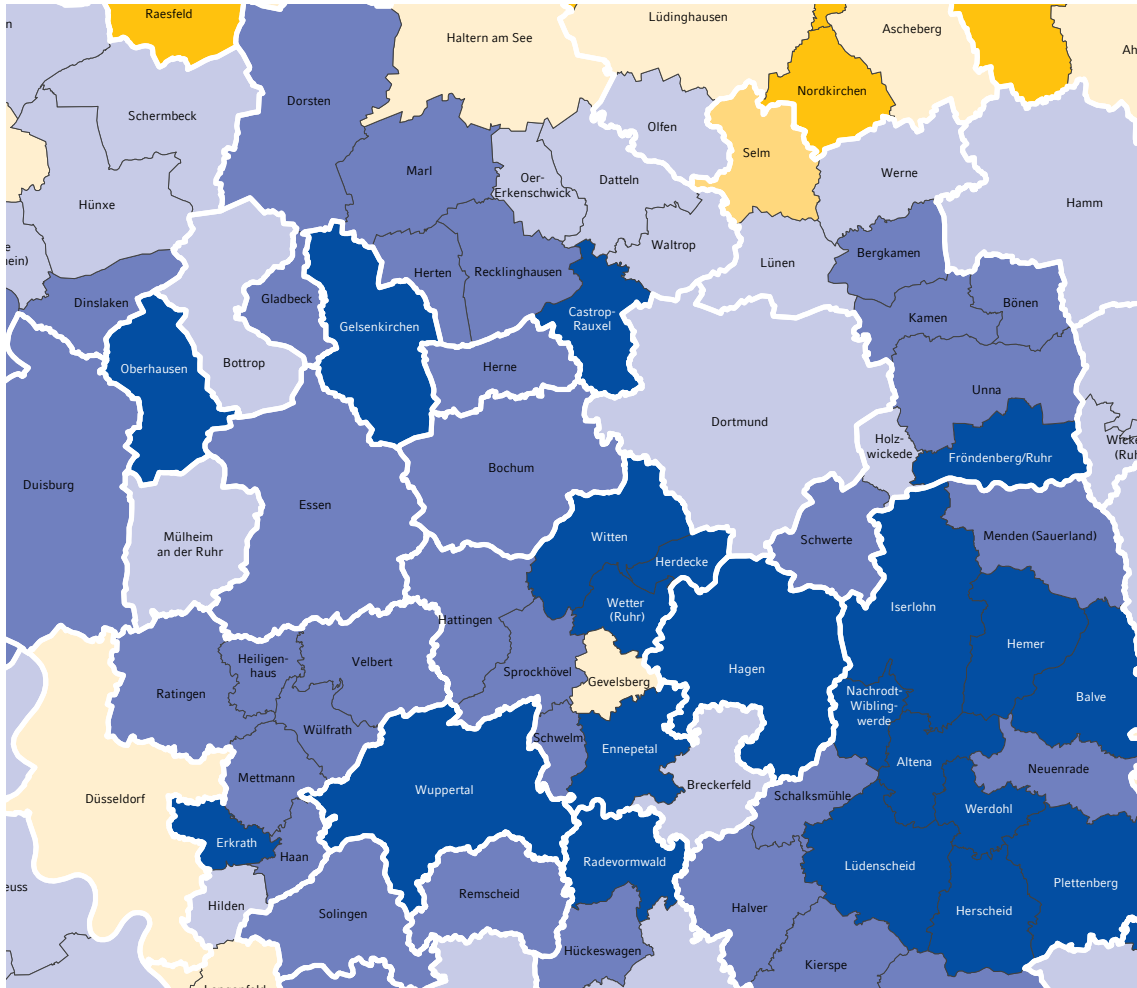 Raesfeld
Lüdinghausen
Ascheberg
Haltern am See
Nordkirchen
Dorsten
Schermbeck
Olfen
Selm
Marl
Oer-
Erkenschwick
Datteln
Werne
Hünxe
Hamm
Waltrop
Bergkamen
Lünen
Herten
Recklinghausen
Dinslaken
Gladbeck
Bönen
Gelsenkirchen
Castrop-
Rauxel
Kamen
Oberhausen
Bottrop
Herne
Unna
Dortmund
Holz-
wickede
Fröndenberg/Ruhr
Bochum
Duisburg
Essen
Mülheim
an der Ruhr
Witten
Schwerte
Menden (Sauerland)
Herdecke
Wetter
(Ruhr)
Iserlohn
Hattingen
Hemer
Heiligen-
haus
Velbert
Sprockhövel
Hagen
Gevelsberg
Ratingen
Nachrodt-
Wibling-
werde
Balve
Wülfrath
Schwelm
Ennepetal
Altena
Neuenrade
Mettmann
Breckerfeld
Wuppertal
Schalksmühle
Düsseldorf
Werdohl
Erkrath
Haan
Radevormwald
Lüdenscheid
Plettenberg
Remscheid
Hilden
Solingen
Halver
Herscheid
Hückeswagen
Kierspe